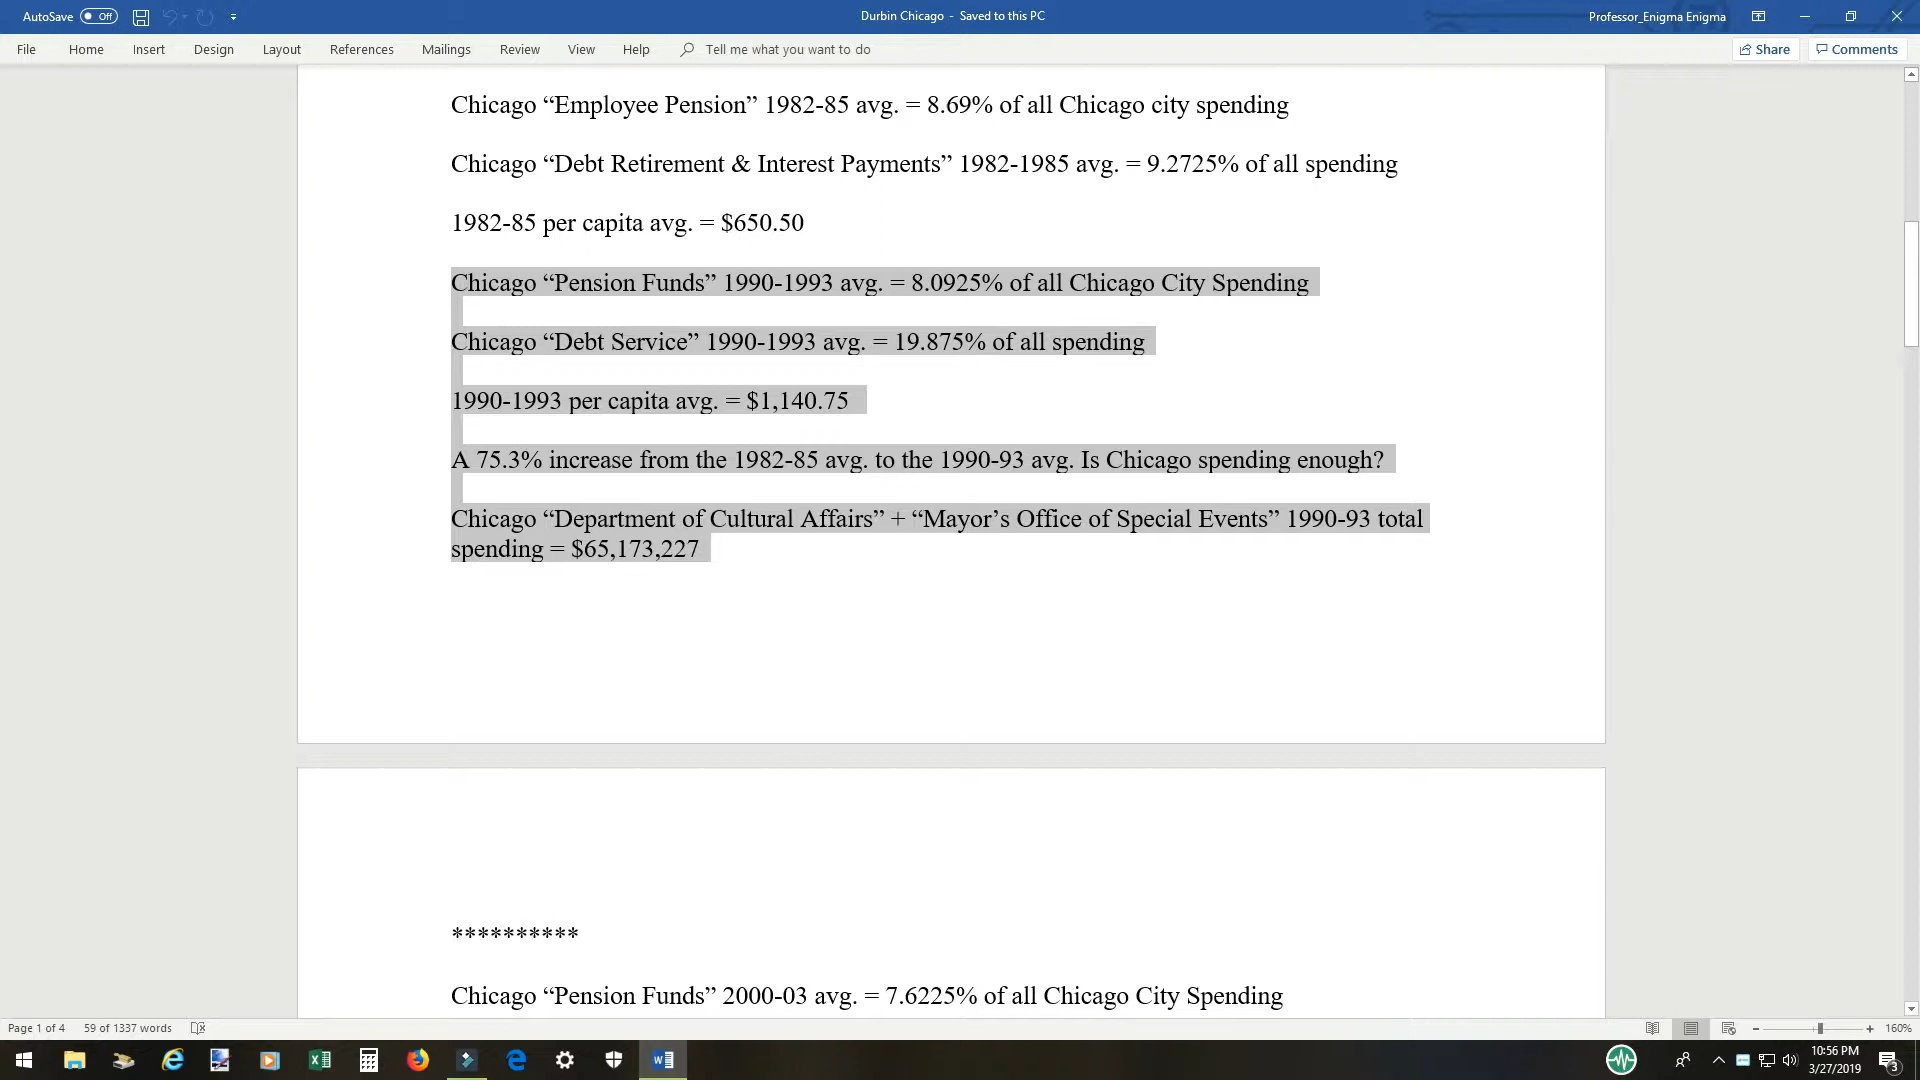 AutoSave Off
Durbin Chicago - Saved to this PC
Professor_Enigma Enigma
File Home Insert Design Layout References Mailings Review View Help Tell me what you want to do
Share Comments
Chicago “Employee Pension” 1982-85 avg. = 8.69% of all Chicago city spending
Chicago “Debt Retirement & Interest Payments” 1982-1985 avg. = 9.2725% of all spending
1982-85 per capita avg. = $650.50
Chicago “Pension Funds” 1990-1993 avg. = 8.0925% of all Chicago City Spending
Chicago “Debt Service” 1990-1993 avg. = 19.875% of all spending
1990-1993 per capita avg. = $1,140.75
A 75.3% increase from the 1982-85 avg. to the 1990-93 avg. Is Chicago spending enough?
Chicago “Department of Cultural Affairs” + “Mayor’s Office of Special Events” 1990-93 total
spending = $65,173,227
**********
Chicago “Pension Funds” 2000-03 avg. = 7.6225% of all Chicago City Spending
Page 1 of 4 59 of 1337 words
160%
10:56 PM
3/27/2019
3